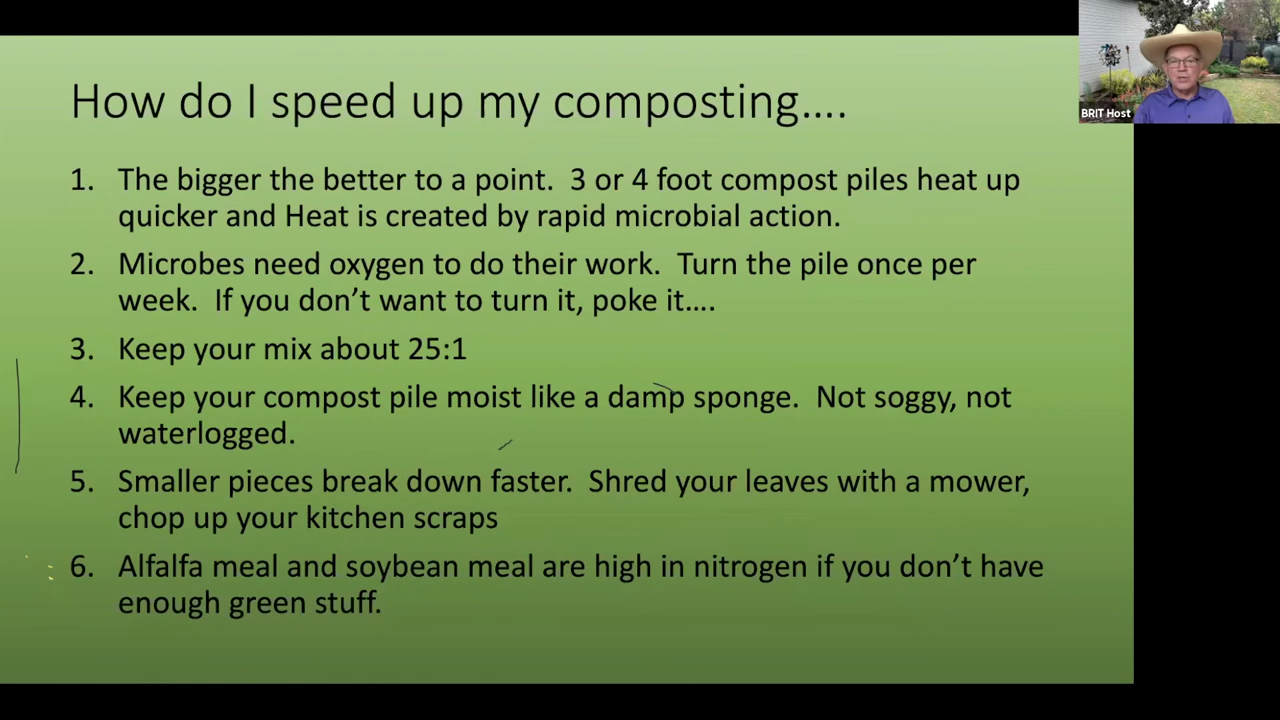 How do I speed up my composting....
1. The bigger the better to a point. 3 or 4 foot compost piles heat up
quicker and Heat is created by rapid microbial action.
2. Microbes need oxygen to do their work. Turn the pile once per
week. If you don't want to turn it, poke it....
3. Keep your mix about 25:1
4. Keep your compost pile moist like a damp sponge. Not soggy, not
waterlogged.
5. Smaller pieces break down faster. Shred your leaves with a mower,
chop up your kitchen scraps
6. Alfalfa meal and soybean meal are high in nitrogen if you don't have
enough green stuff.
BRIT Host